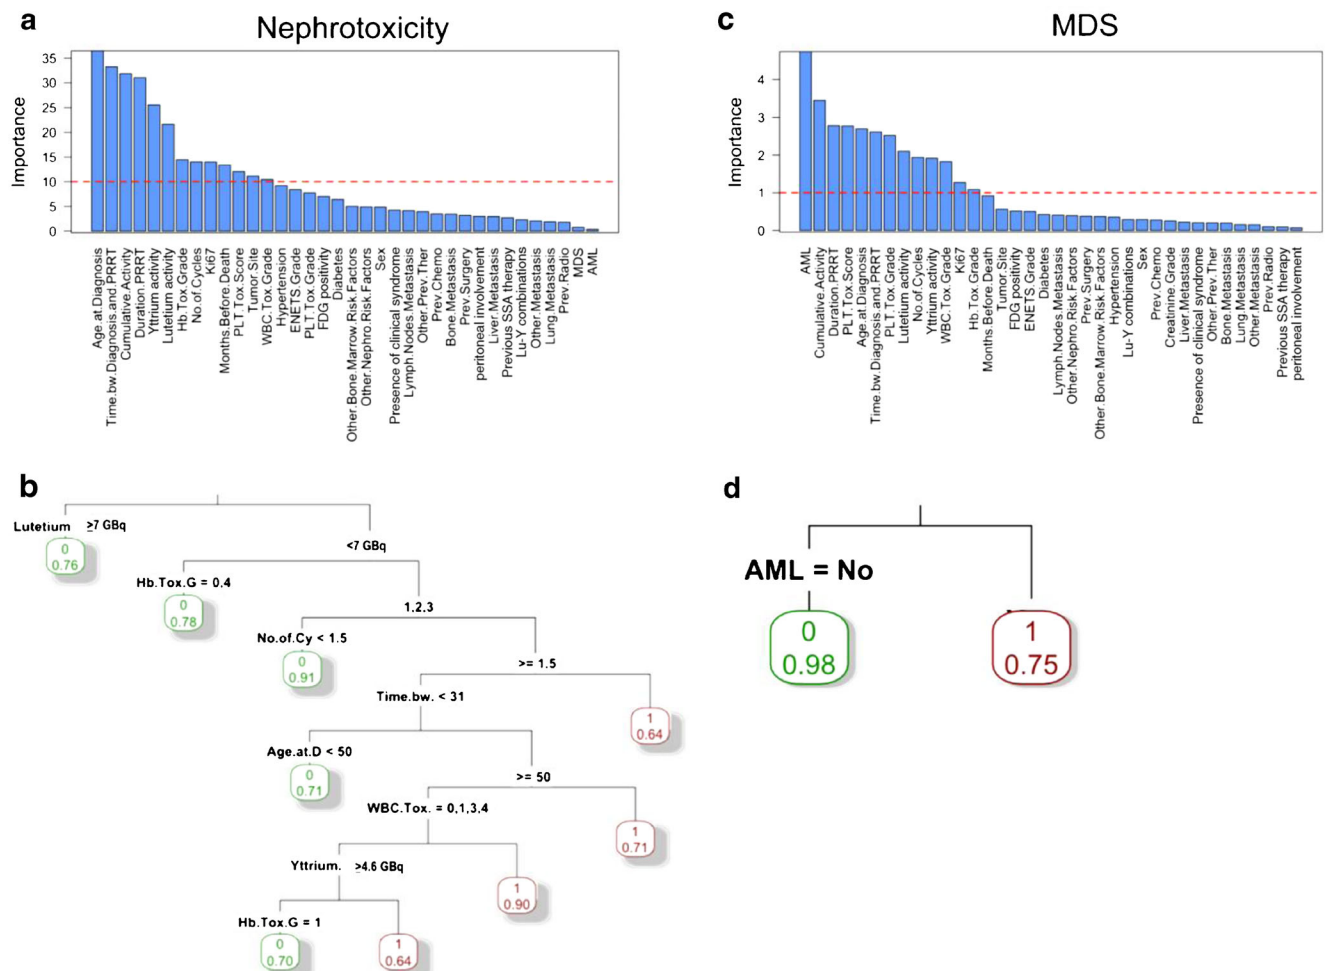 a
Nephrotoxicity
Importance
35
30
25
20
15
10
5
0
Age.at.Diagnosis
Time.bw.Diagnosis.and.PRRT
Cumulative.Activity
Duration.PRRT
Yttrium activity
Lutetium activity
Hb.Tox.Grade
No.of.Cycles
Ki67
Months.Before.Death
PLT.Tox.Score
Tumor.Site
WBC.Tox.Grade
Hypertension
ENETS.Grade
PLT.Tox.Grade
FDG positivity
Diabetes
Other.Bone.Marrow.Risk.Factors
Other.Nephro.Risk.Factors
Sex
Presence of clinical syndrome
Lymph.Nodes.Metastasis
Other.Prev.Ther
Prev.Chemo
Bone.Metastasis
Prev.Surgery
peritoneal involvement
Liver.Metastasis
Previous SSA therapy
Lu-Y combinations
Other.Metastasis
Lung.Metastasis
Prev.Radio
MDS
AML
c
MDS
Importance
4
3
2
1
0
AML
Cumulative.Activity
Duration.PRRT
PLT.Tox.Score
Age.at.Diagnosis
Time.bw.Diagnosis.and.PRRT
PLT.Tox.Grade
Lutetium activity
No.of.Cycles
Yttrium activity
WBC.Tox.Grade
Ki67
Hb.Tox.Grade
Months.Before.Death
Tumor.Site
FDG positivity
ENETS.Grade
Diabetes
Lymph.Nodes.Metastasis
Other.Nephro.Risk.Factors
Prev.Surgery
Other.Bone.Marrow.Risk.Factors
Hypertension
Lu-Y combinations
Sex
Prev.Chemo
Creatinine.Grade
Liver.Metastasis
Presence of clinical syndrome
Other.Prev.Ther
Bone.Metastasis
Lung.Metastasis
Other.Metastasis
Prev.Radio
Previous SSA therapy
peritoneal involvement
b
Lutetium ≥7 GBq
0
0.76
<7 GBq
Hb.Tox.G = 0,4
0
0.78
1.2.3
No.of.Cy < 1.5
0
0.91
>= 1.5
Time.bw. < 31
1
0.64
Age.at.D < 50
0
0.71
>= 50
WBC.Tox. = 0,1,3,4
1
0.71
Yttrium. ≥4.6 GBq
1
0.90
Hb.Tox.G = 1
0
0.70
1
0.64
d
AML = No
0
0.98
1
0.75